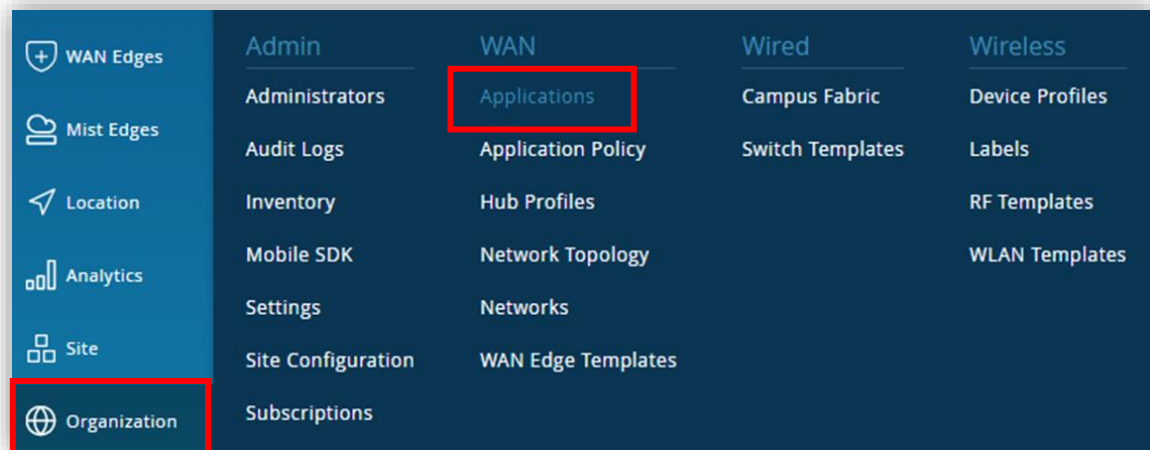 WAN Edges
Mist Edges
Location
Analytics
Site
Organization
Admin
Administrators
Audit Logs
Inventory
Mobile SDK
Settings
Site Configuration
Subscriptions
WAN
Applications
Application Policy
Hub Profiles
Network Topology
Networks
WAN Edge Templates
Wired
Campus Fabric
Switch Templates
Wireless
Device Profiles
Labels
RF Templates
WLAN Templates